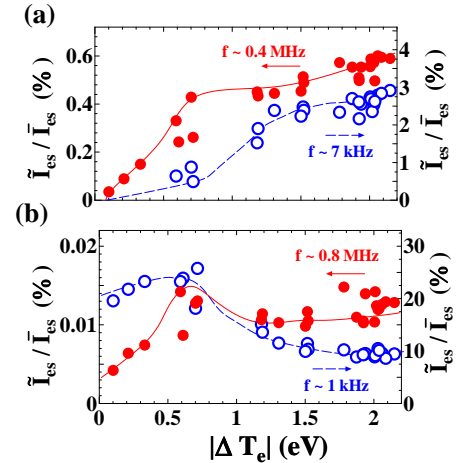 (a)
0.6
0.4
0.2
0
Ĩes / Īes (%)
f ~ 0.4 MHz
f ~ 7 kHz
4
3
2
1
0
Ĩes / Īes (%)
(b)
0.02
0.01
0
Ĩes / Īes (%)
f ~ 0.8 MHz
f ~ 1 kHz
30
20
10
0
Ĩes / Īes (%)
0 0.5 1 1.5 2
|Δ Te| (eV)